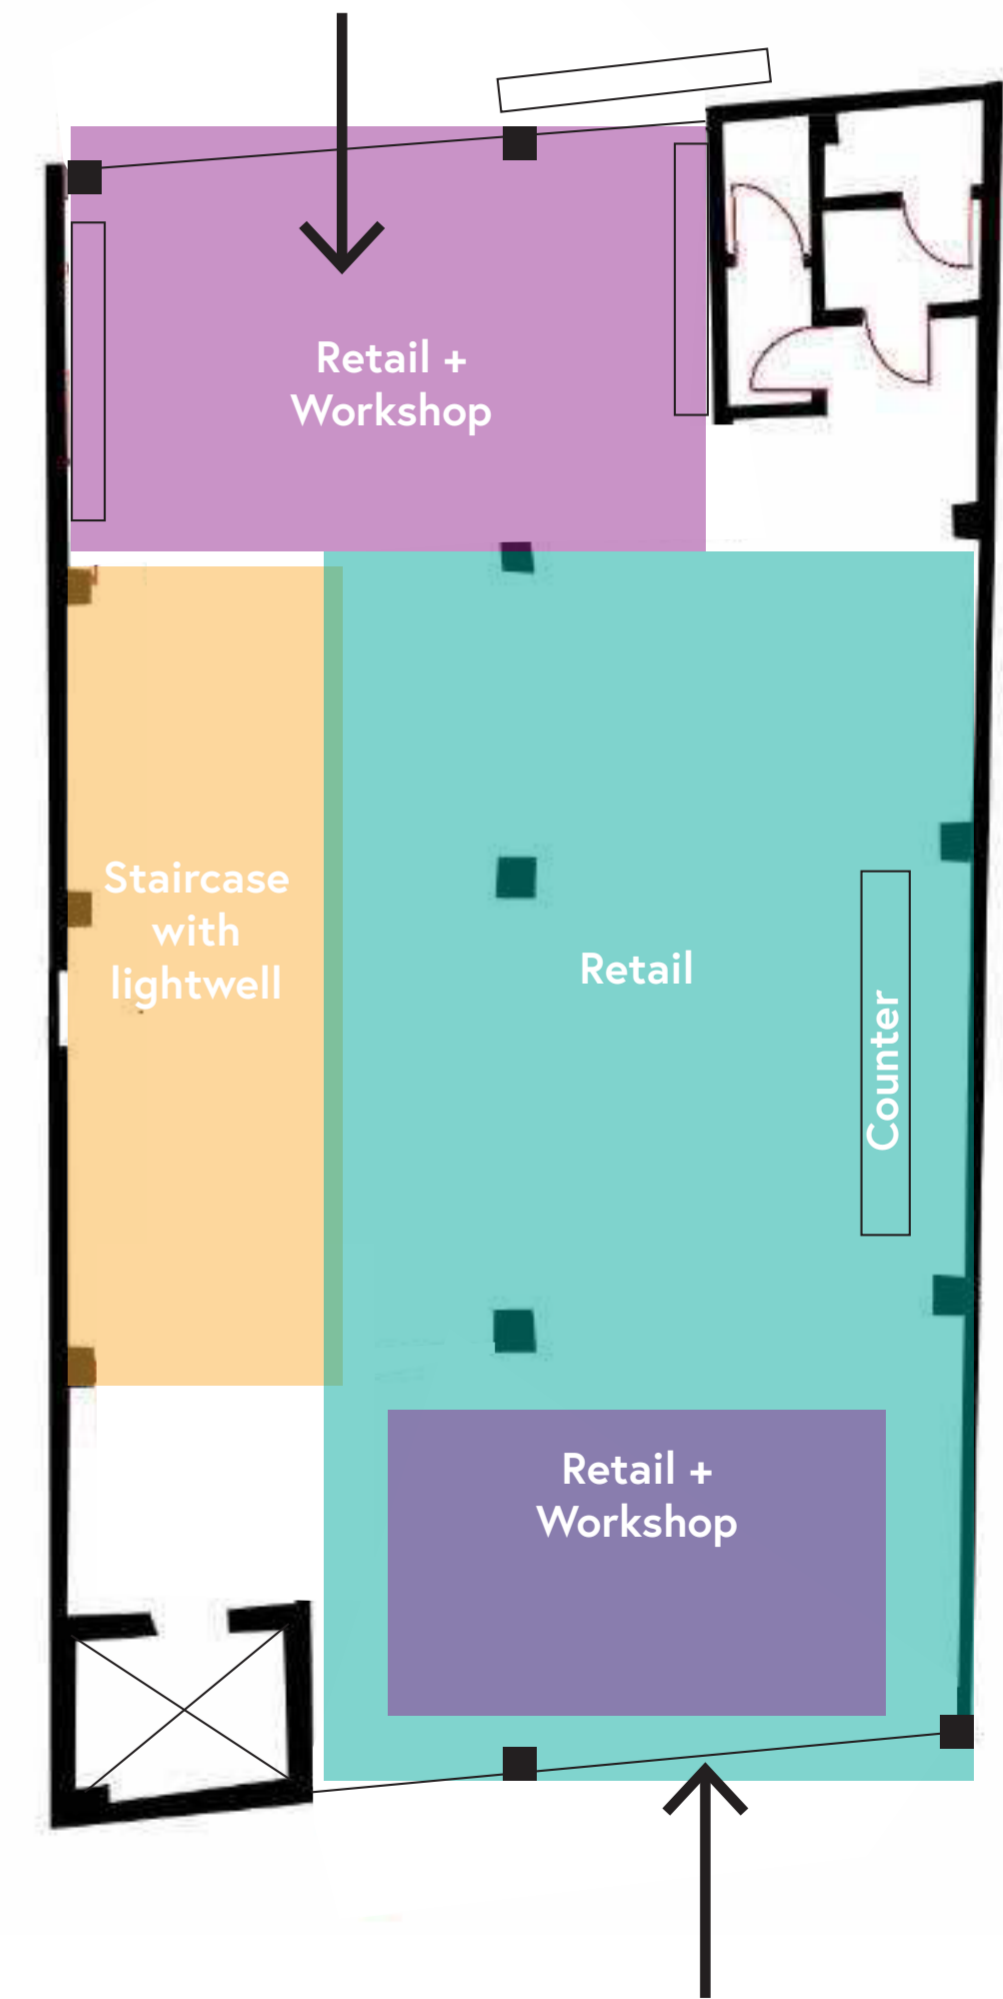 Retail +
Workshop
Staircase
with
lightwell
Retail
Counter
Retail +
Workshop